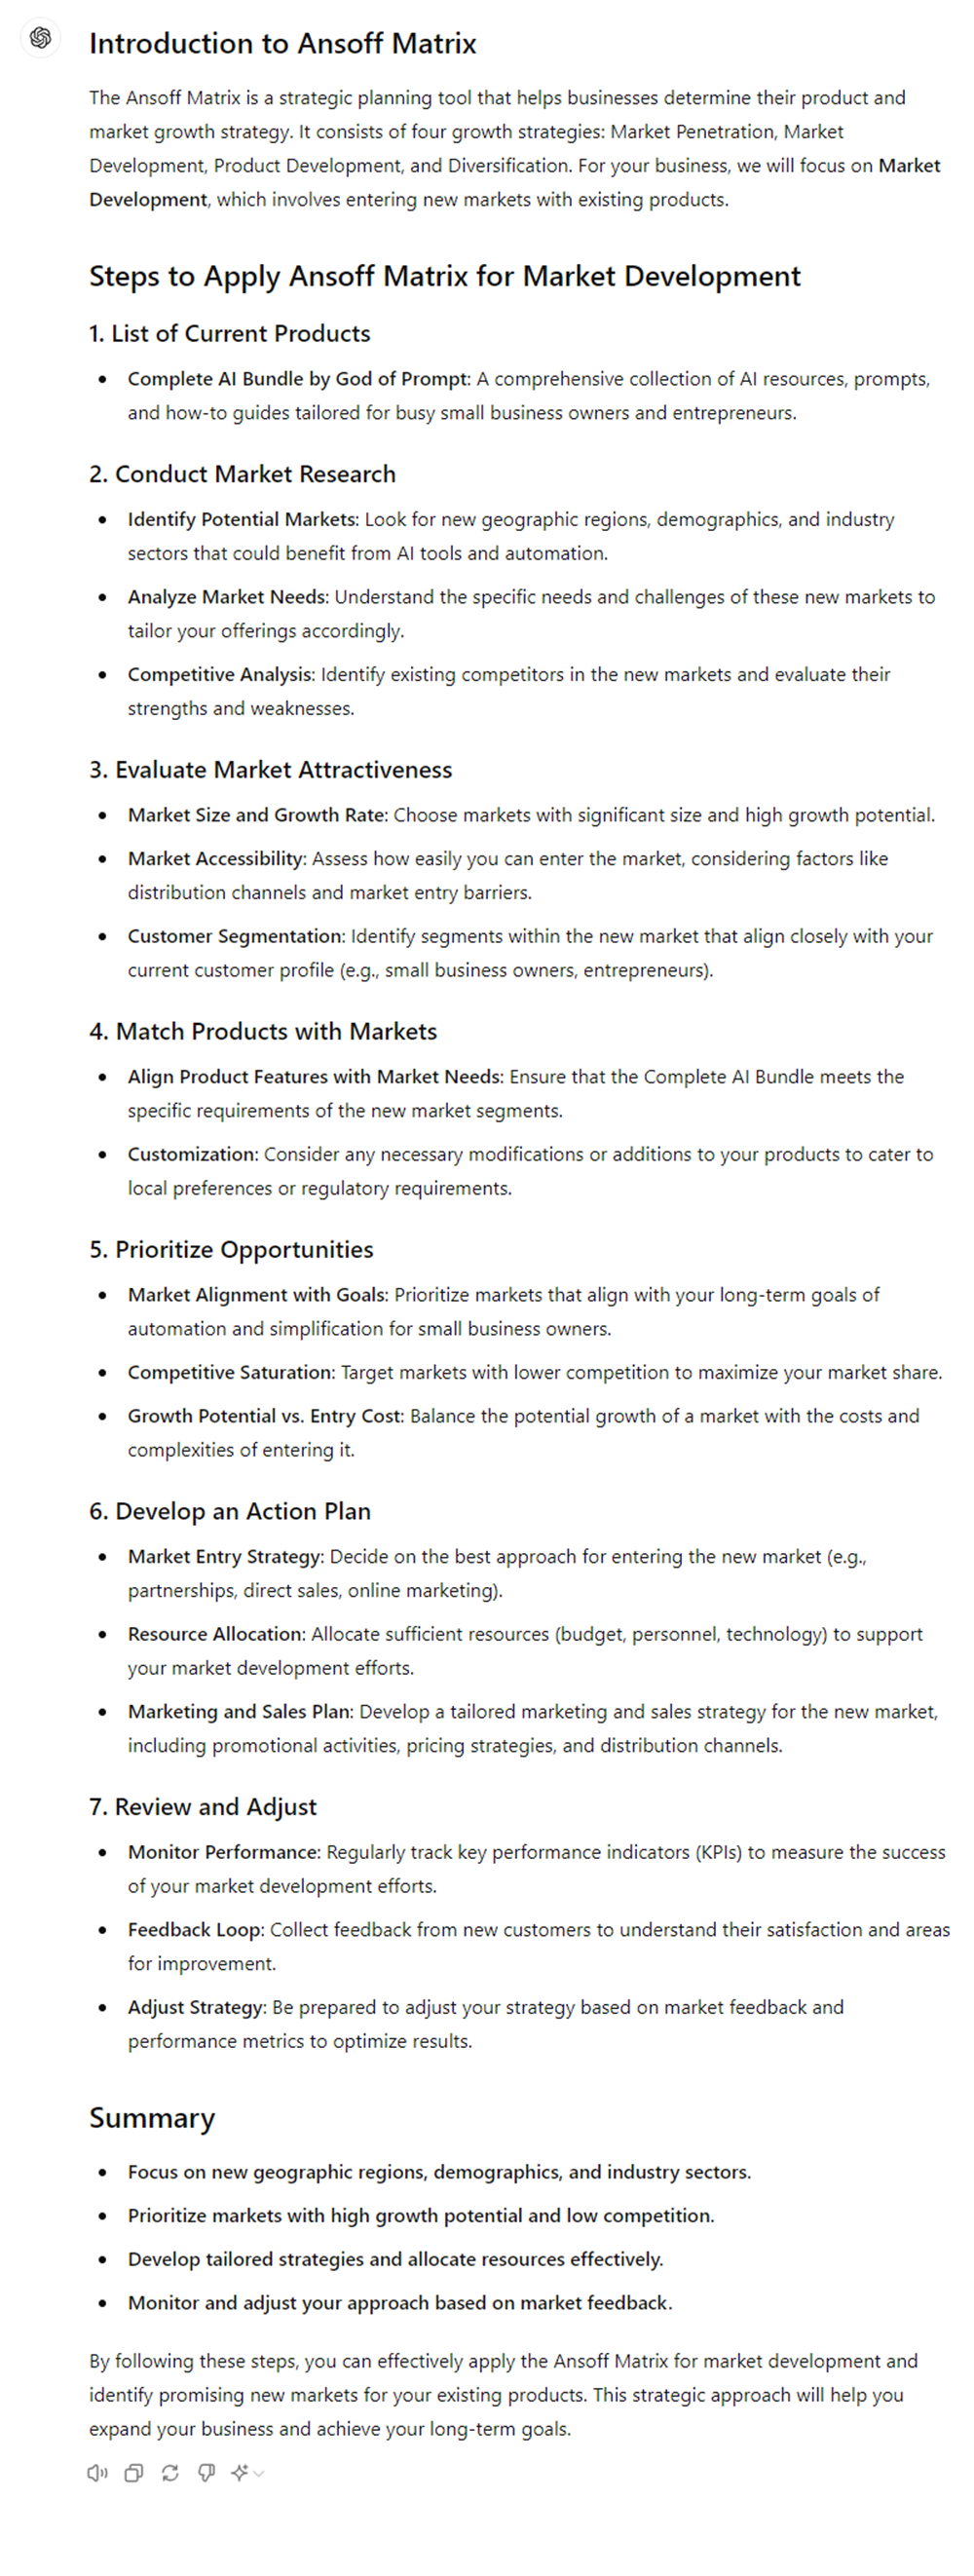 Introduction to Ansoff Matrix
The Ansoff Matrix is a strategic planning tool that helps businesses determine their product and
market growth strategy. It consists of four growth strategies: Market Penetration, Market
Development, Product Development, and Diversification. For your business, we will focus on Market
Development, which involves entering new markets with existing products.
Steps to Apply Ansoff Matrix for Market Development
1. List of Current Products
• Complete AI Bundle by God of Prompt: A comprehensive collection of AI resources, prompts,
and how-to guides tailored for busy small business owners and entrepreneurs.
2. Conduct Market Research
• Identify Potential Markets: Look for new geographic regions, demographics, and industry
sectors that could benefit from AI tools and automation.
• Analyze Market Needs: Understand the specific needs and challenges of these new markets to
tailor your offerings accordingly.
• Competitive Analysis: Identify existing competitors in the new markets and evaluate their
strengths and weaknesses.
3. Evaluate Market Attractiveness
• Market Size and Growth Rate: Choose markets with significant size and high growth potential.
• Market Accessibility: Assess how easily you can enter the market, considering factors like
distribution channels and market entry barriers.
• Customer Segmentation: Identify segments within the new market that align closely with your
current customer profile (e.g., small business owners, entrepreneurs).
4. Match Products with Markets
• Align Product Features with Market Needs: Ensure that the Complete AI Bundle meets the
specific requirements of the new market segments.
• Customization: Consider any necessary modifications or additions to your products to cater to
local preferences or regulatory requirements.
5. Prioritize Opportunities
• Market Alignment with Goals: Prioritize markets that align with your long-term goals of
automation and simplification for small business owners.
• Competitive Saturation: Target markets with lower competition to maximize your market share.
• Growth Potential vs. Entry Cost: Balance the potential growth of a market with the costs and
complexities of entering it.
6. Develop an Action Plan
• Market Entry Strategy: Decide on the best approach for entering the new market (e.g.,
partnerships, direct sales, online marketing).
• Resource Allocation: Allocate sufficient resources (budget, personnel, technology) to support
your market development efforts.
• Marketing and Sales Plan: Develop a tailored marketing and sales strategy for the new market,
including promotional activities, pricing strategies, and distribution channels.
7. Review and Adjust
• Monitor Performance: Regularly track key performance indicators (KPIs) to measure the success
of your market development efforts.
• Feedback Loop: Collect feedback from new customers to understand their satisfaction and areas
for improvement.
• Adjust Strategy: Be prepared to adjust your strategy based on market feedback and
performance metrics to optimize results.
Summary
• Focus on new geographic regions, demographics, and industry sectors.
• Prioritize markets with high growth potential and low competition.
• Develop tailored strategies and allocate resources effectively.
• Monitor and adjust your approach based on market feedback.
By following these steps, you can effectively apply the Ansoff Matrix for market development and
identify promising new markets for your existing products. This strategic approach will help you
expand your business and achieve your long-term goals.